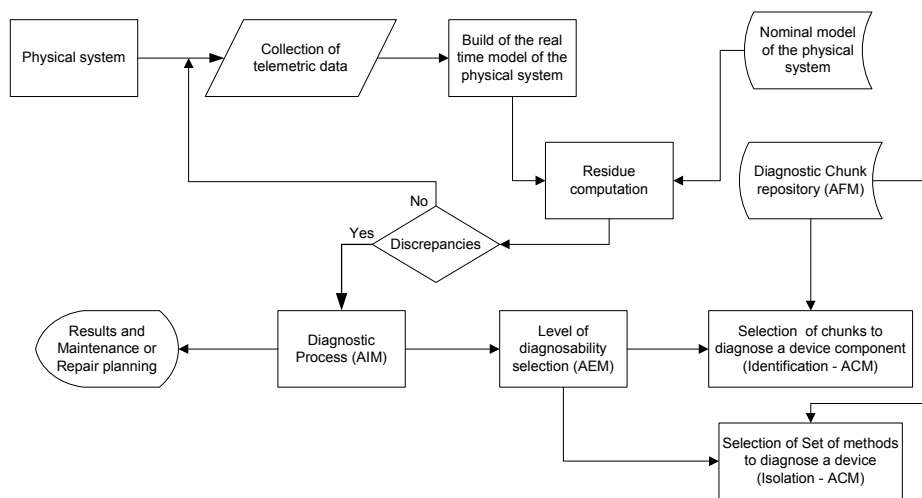 Physical system
Collection of
telemetric data
Build of the real
time model of the
physical system
Nominal model
of the physical
system
Residue
computation
Diagnostic Chunk
repository (AFM)
No
Yes
Discrepancies
Results and
Maintenance or
Repair planning
Diagnostic
Process (AIM)
Level of
diagnosability
selection (AEM)
Selection of chunks to
diagnose a device component
(Identification - ACM)
Selection of Set of methods
to diagnose a device
(Isolation - ACM)